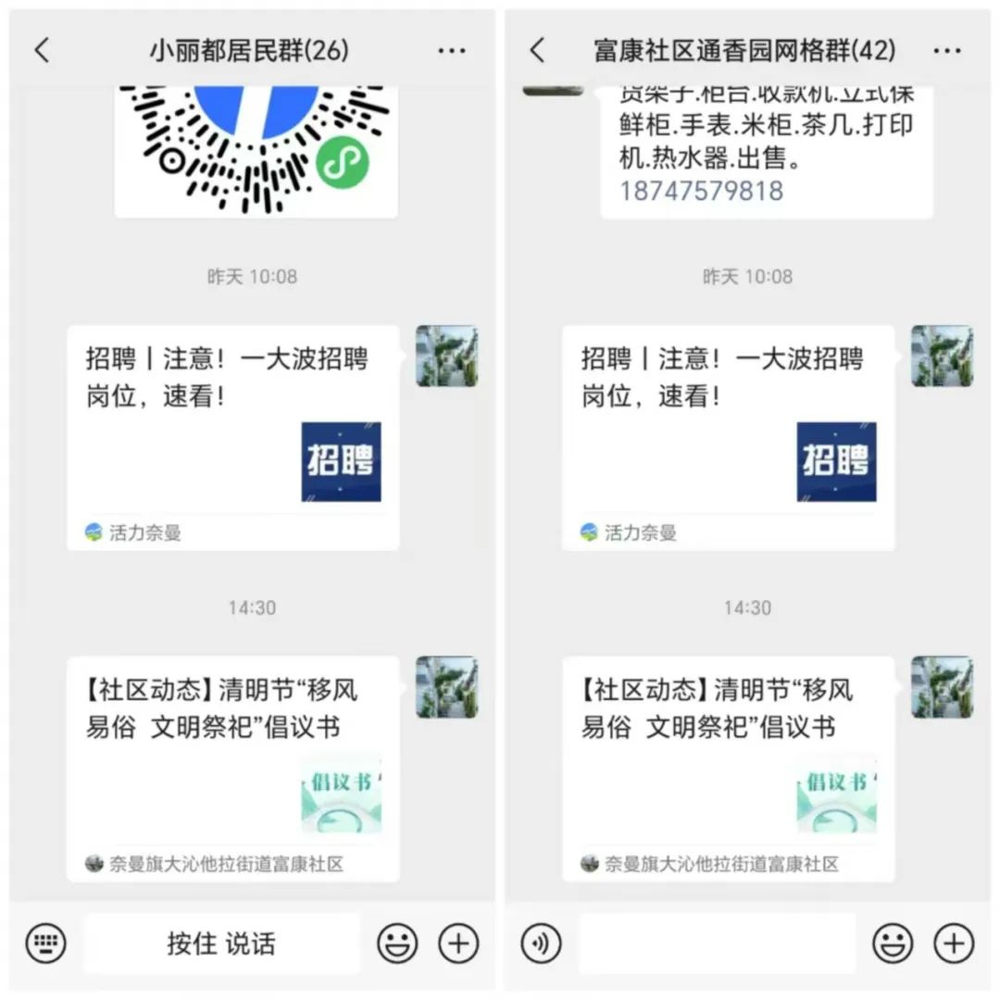 小丽都居民群(26)
昨天 10:08
招聘丨注意！一大波招聘
岗位，速看！
招聘
活力奈曼
14:30
【社区动态】清明节“移风
易俗 文明祭祀”倡议书
倡议书
奈曼旗大沁他拉街道富康社区
按住 说话
富康社区通香园网格群(42)
货架子.柜台.收款机.立式保
鲜柜.手表.米柜.茶几.打印
机.热水器.出售。
18747579818
昨天 10:08
招聘丨注意！一大波招聘
岗位，速看！
招聘
活力奈曼
14:30
【社区动态】清明节“移风
易俗 文明祭祀”倡议书
倡议书
奈曼旗大沁他拉街道富康社区